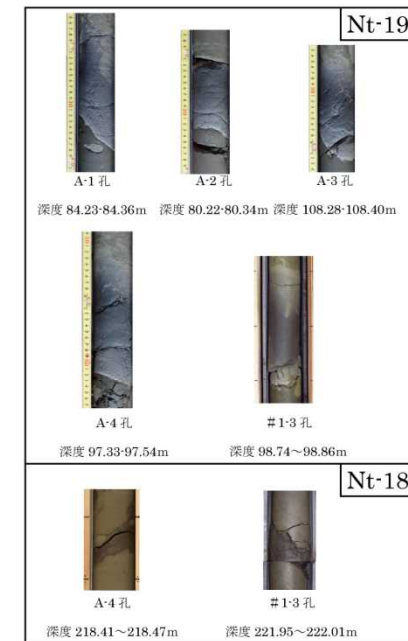 Nt-19
A-1 孔
A-2 孔
A-3 孔
深度 84.23-84.36m
深度 80.22-80.34m
深度 108.28-108.40m
A-4 孔
#1-3 孔
深度 97.33-97.54m
深度 98.74～98.86m
Nt-18
A-4 孔
#1-3 孔
深度 218.41～218.47m
深度 221.95～222.01m